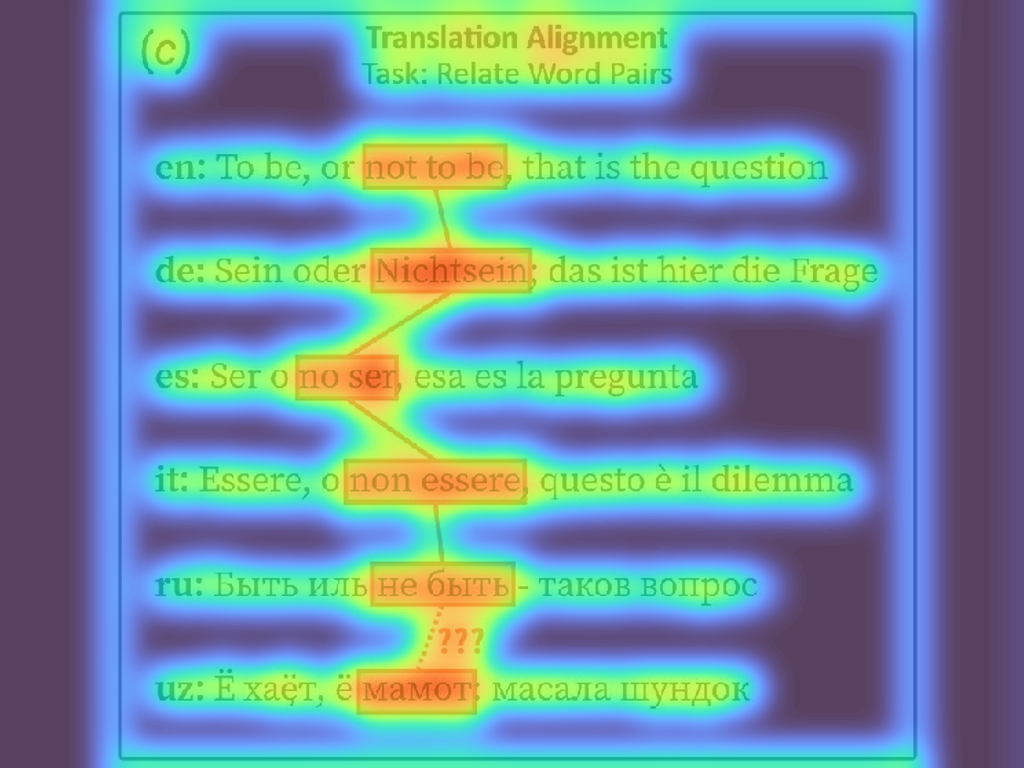 (c)
Translation Alignment
Task: Relate Word Pairs
en: To be, or not to be, that is the question
de: Sein oder Nichtsein; das ist hier die Frage
es: Ser o no ser, esa es la pregunta
it: Essere, o non essere, questo è il dilemma
ru: Быть иль не быть - таков вопрос
???
uz: Ё хаёт, ё мамот: масала шундок